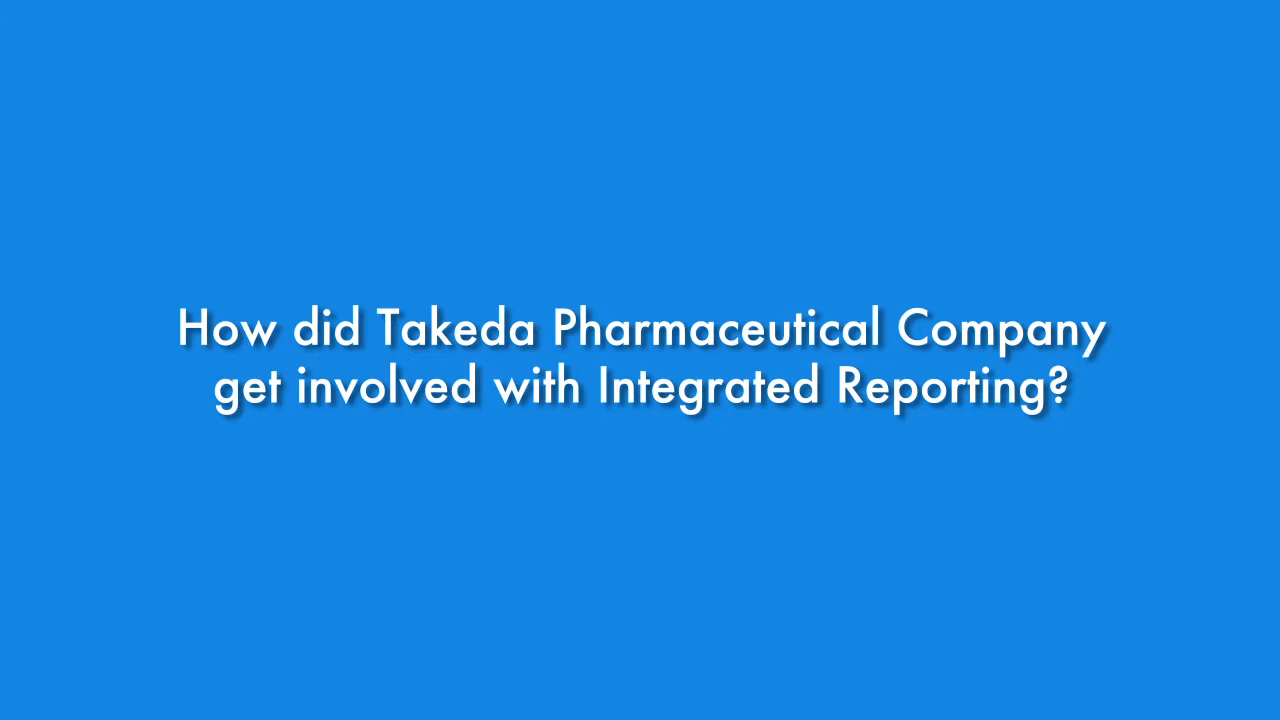 How did Takeda Pharmaceutical Company
get involved with Integrated Reporting?